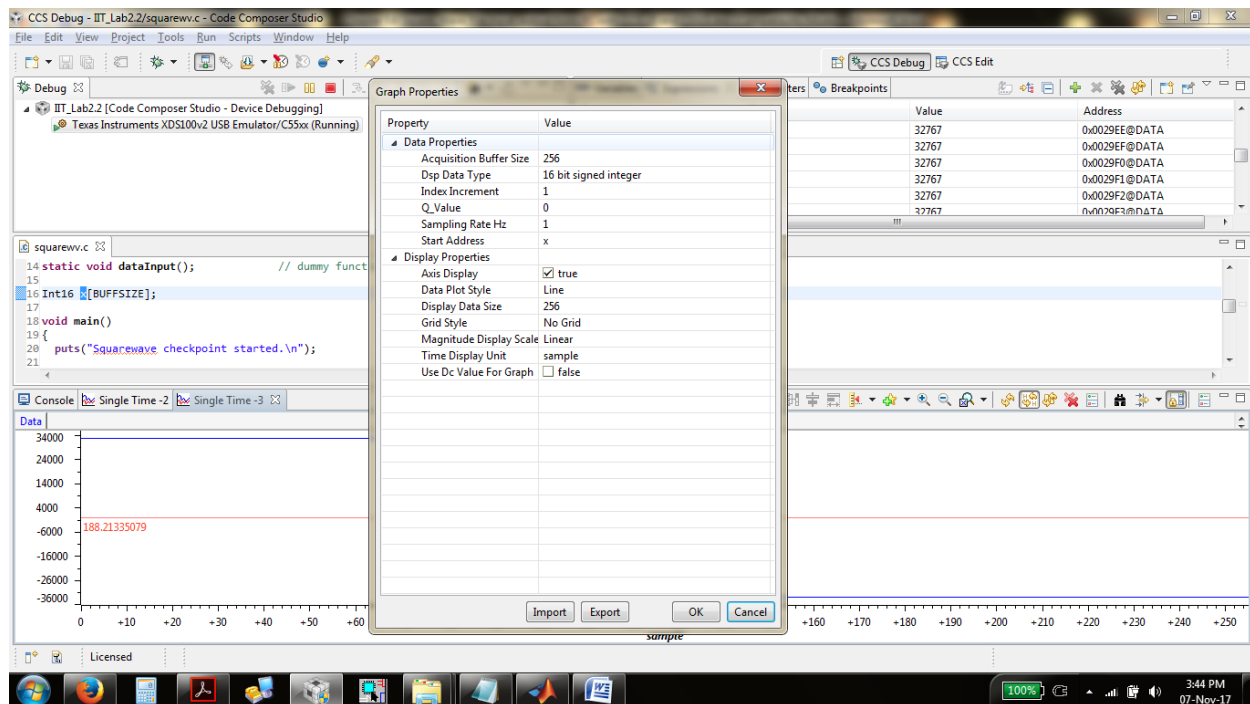 CCS Debug - IIT_Lab2.2/squarewv.c - Code Composer Studio
File Edit View Project Tools Run Scripts Window Help
CCS Debug CCS Edit
Debug
IIT_Lab2.2 [Code Composer Studio - Device Debugging]
Texas Instruments XDS100v2 USB Emulator/C55xx (Running)
ters Breakpoints
Value Address
32767 0x0029EE@DATA
32767 0x0029EF@DATA
32767 0x0029F0@DATA
32767 0x0029F1@DATA
32767 0x0029F2@DATA
32767 0x0029F3@DATA
Graph Properties
Property Value
Data Properties
Acquisition Buffer Size 256
Dsp Data Type 16 bit signed integer
Index Increment 1
Q_Value 0
Sampling Rate Hz 1
Start Address x
Display Properties
Axis Display true
Data Plot Style Line
Display Data Size 256
Grid Style No Grid
Magnitude Display Scale Linear
Time Display Unit sample
Use Dc Value For Graph false
Import Export OK Cancel
squarewv.c
14 static void dataInput(); // dummy funct
15
16 Int16 x[BUFFSIZE];
17
18 void main()
19 {
20 puts("Squarewave checkpoint started.\n");
21
Console Single Time -2 Single Time -3
Data
34000
24000
14000
4000
-6000
-16000
-26000
-36000
188.21335079
0 +10 +20 +30 +40 +50 +60 +160 +170 +180 +190 +200 +210 +220 +230 +240 +250
sample
Licensed
100%
3:44 PM
07-Nov-17